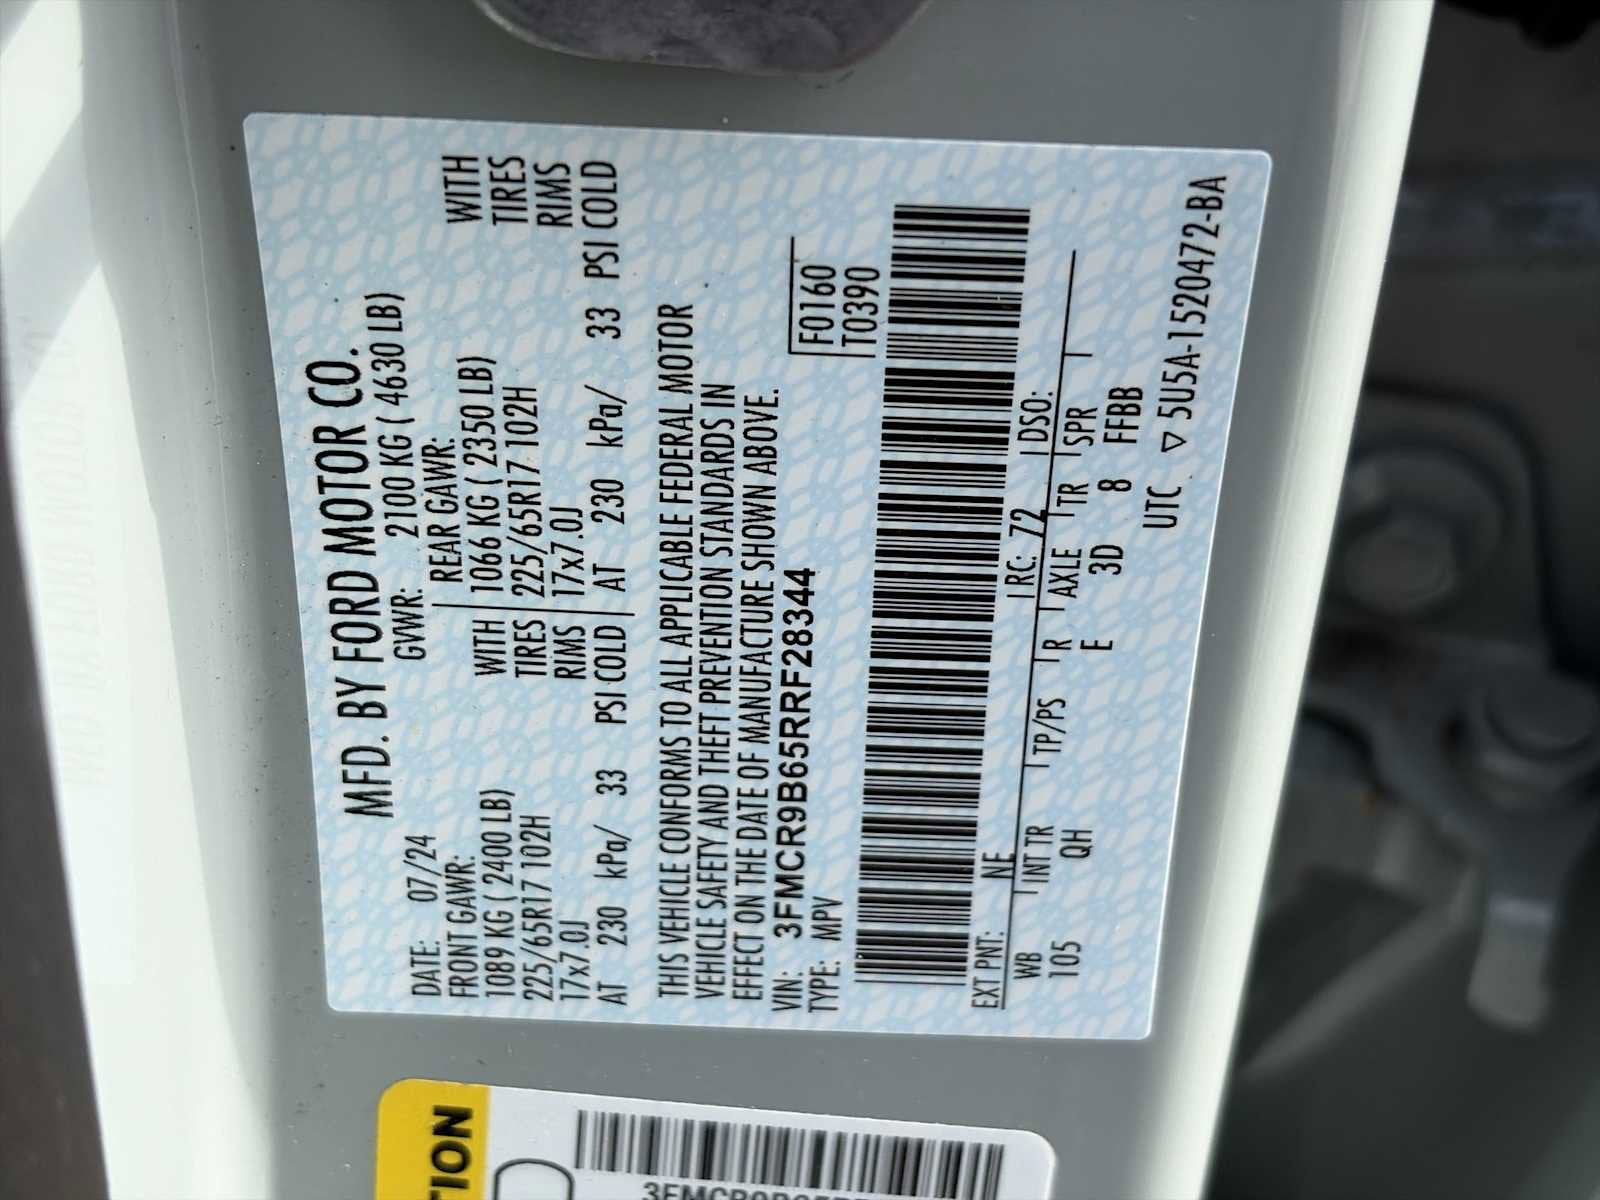 MFD. BY FORD MOTOR CO.
DATE: 07/24 GVWR: 2100 KG ( 4630 LB)
FRONT GAWR: REAR GAWR:
1089 KG ( 2400 LB) WITH 1066 KG ( 2350 LB) WITH
225/65R17 102H TIRES 225/65R17 102H TIRES
17x7.0J RIMS 17x7.0J RIMS
AT 230 kPa/ 33 PSI COLD AT 230 kPa/ 33 PSI COLD
THIS VEHICLE CONFORMS TO ALL APPLICABLE FEDERAL MOTOR
VEHICLE SAFETY AND THEFT PREVENTION STANDARDS IN
EFFECT ON THE DATE OF MANUFACTURE SHOWN ABOVE.
VIN: 3FMCR9B65RRF28344 F0160
TYPE: MPV T0390
EXT PNT: NE RC: 72 DSO:
WB INT TR TP/PS R AXLE TR SPR
105 QH E 3D 8 FFBB
UTC ▽ 5U5A-1520472-BA